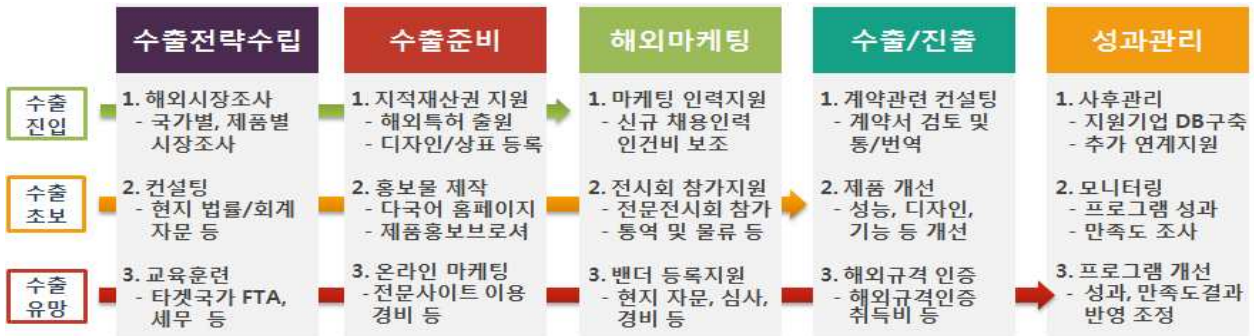 수출전략수립
수출준비
해외마케팅
수출/진출
성과관리
수출
진입
1. 해외시장조사
- 국가별, 제품별
시장조사
1. 지적재산권 지원
- 해외특허 출원
- 디자인/상표 등록
1. 마케팅 인력지원
- 신규 채용인력
인건비 보조
1. 계약관련 컨설팅
- 계약서 검토 및
통/번역
1. 사후관리
- 지원기업 DB구축
- 추가 연계지원
수출
초보
2. 컨설팅
- 현지 법률/회계
자문 등
2. 홍보물 제작
- 다국어 홈페이지
- 제품홍보브로셔
2. 전시회 참가지원
- 전문전시회 참가
- 통역 및 물류 등
2. 제품 개선
- 성능, 디자인,
기능 등 개선
2. 모니터링
- 프로그램 성과
- 만족도 조사
수출
유망
3. 교육훈련
- 타겟국가 FTA,
세무 등
3. 온라인 마케팅
- 전문사이트 이용
경비 등
3. 밴더 등록지원
- 현지 자문, 심사,
경비 등
3. 해외규격 인증
- 해외규격인증
취득비 등
3. 프로그램 개선
- 성과, 만족도결과
반영 조정